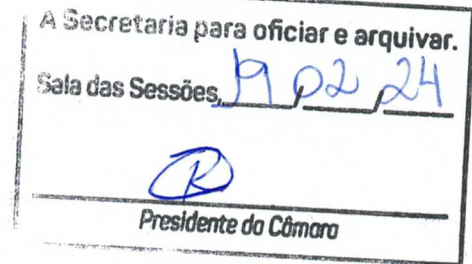 A Secretaria para oficiar e arquivar.
Sala das Sessões, 19 / 02 / 24
Presidente da Câmara